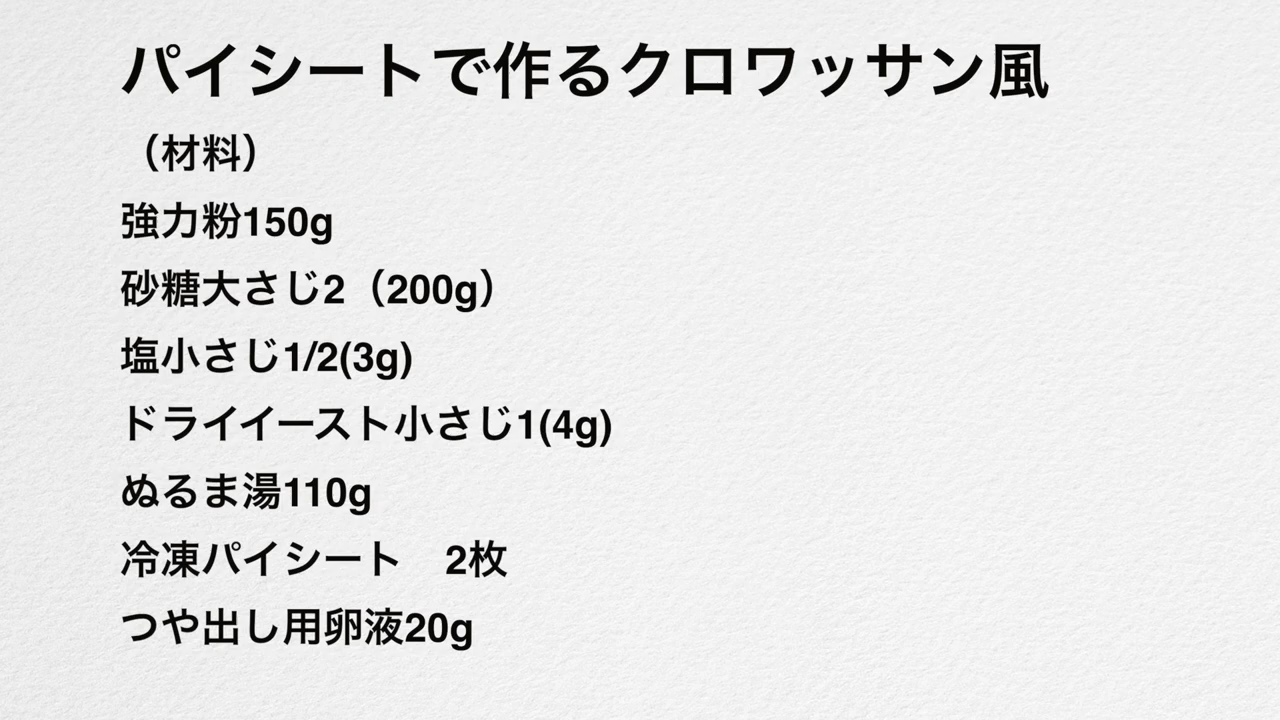 パイシートで作るクロワッサン風
（材料）
強力粉150g
砂糖大さじ2（200g）
塩小さじ1/2(3g)
ドライイースト小さじ1(4g)
ぬるま湯110g
冷凍パイシート　2枚
つや出し用卵液20g